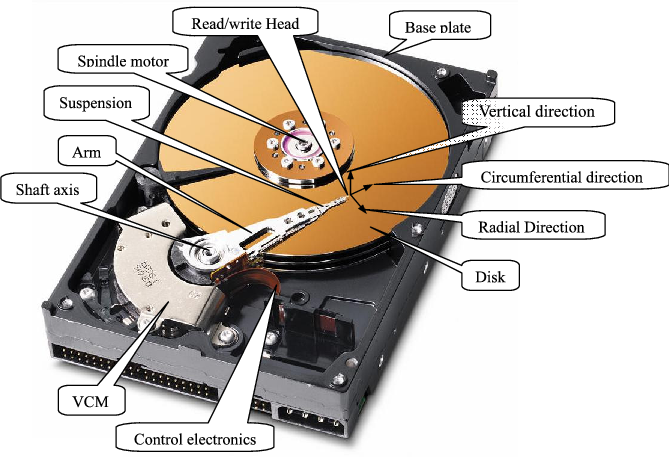 Read/write Head
Base plate
Spindle motor
Suspension
Vertical direction
Arm
Circumferential direction
Shaft axis
Radial Direction
Disk
VCM
Control electronics